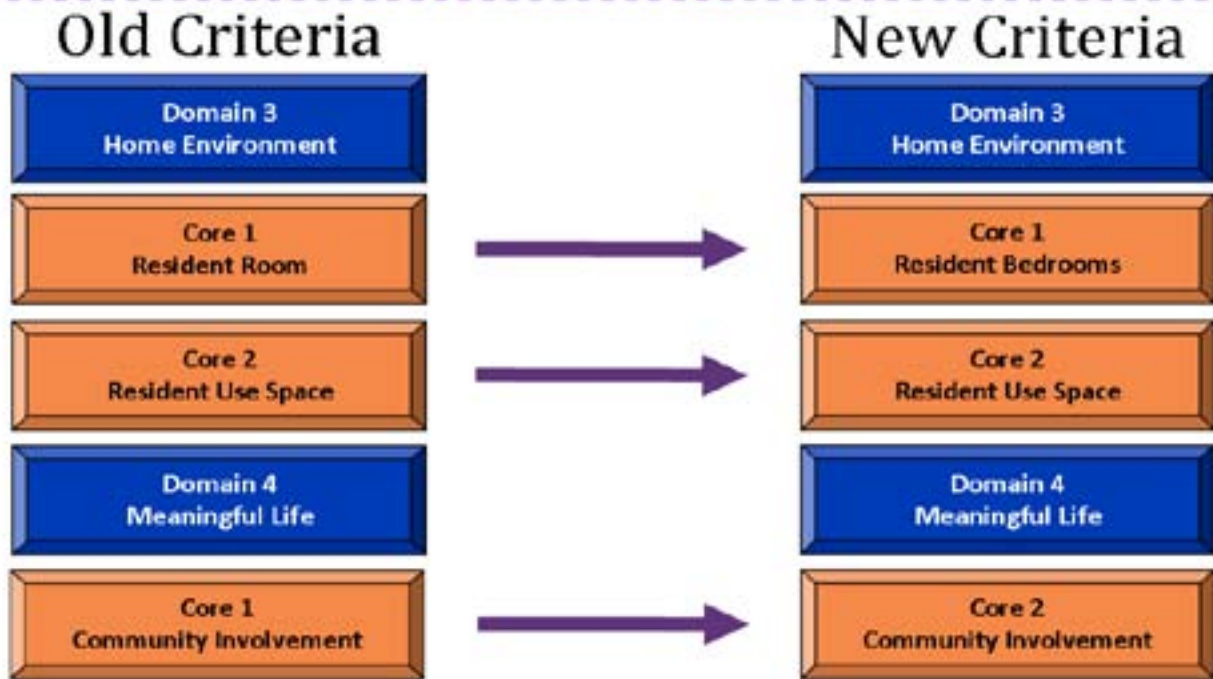 Old Criteria
Domain 3
Home Environment
Core 1
Resident Room
Core 2
Resident Use Space
Domain 4
Meaningful Life
Core 1
Community Involvement
New Criteria
Domain 3
Home Environment
Core 1
Resident Bedrooms
Core 2
Resident Use Space
Domain 4
Meaningful Life
Core 2
Community Involvement